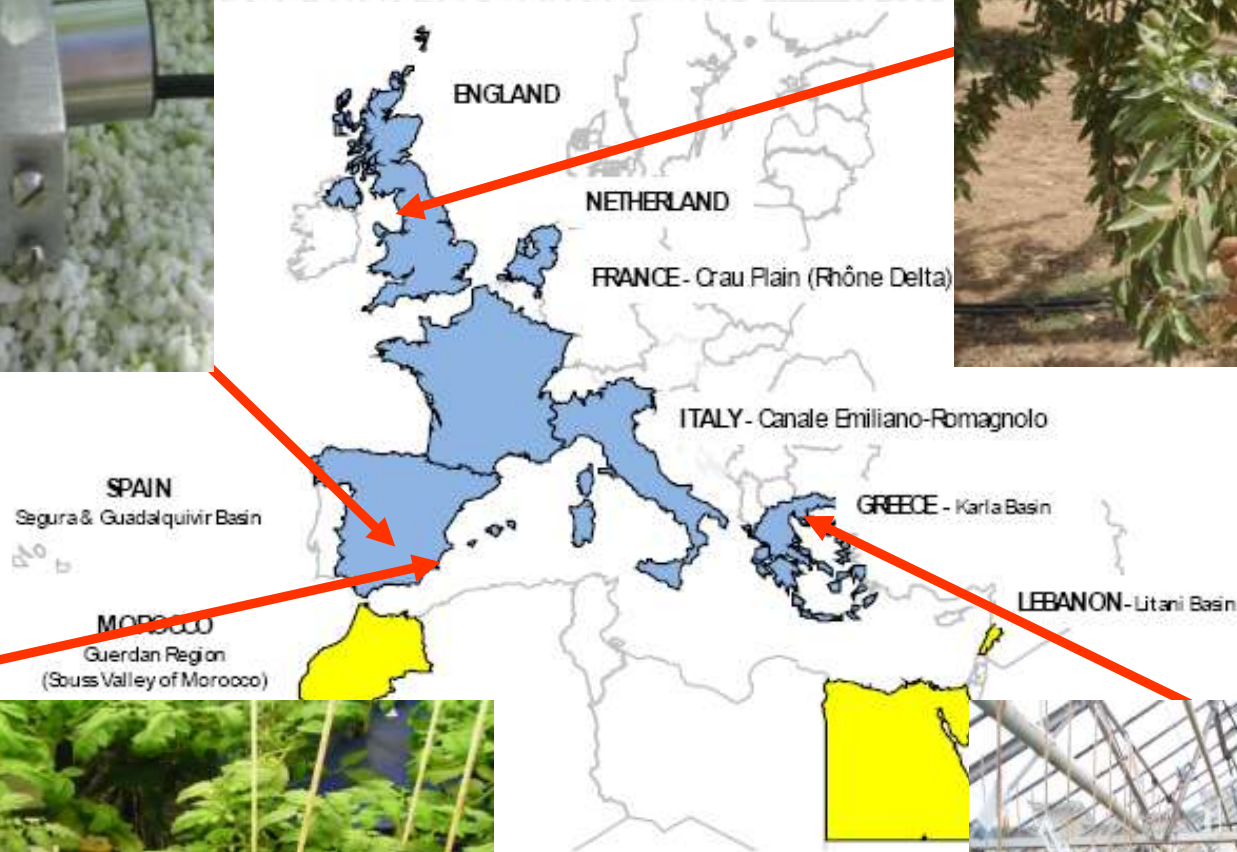 ENGLAND
NETHERLAND
FRANCE - Crau Plain (Rhône Delta)
ITALY - Canale Emiliano-Romagnolo
SPAIN
Segura & Guadalquivir Basin
GREECE - Karla Basin
LEBANON - Litani Basin
MOROCCO
Guerdan Region
(Souss Valley of Morocco)